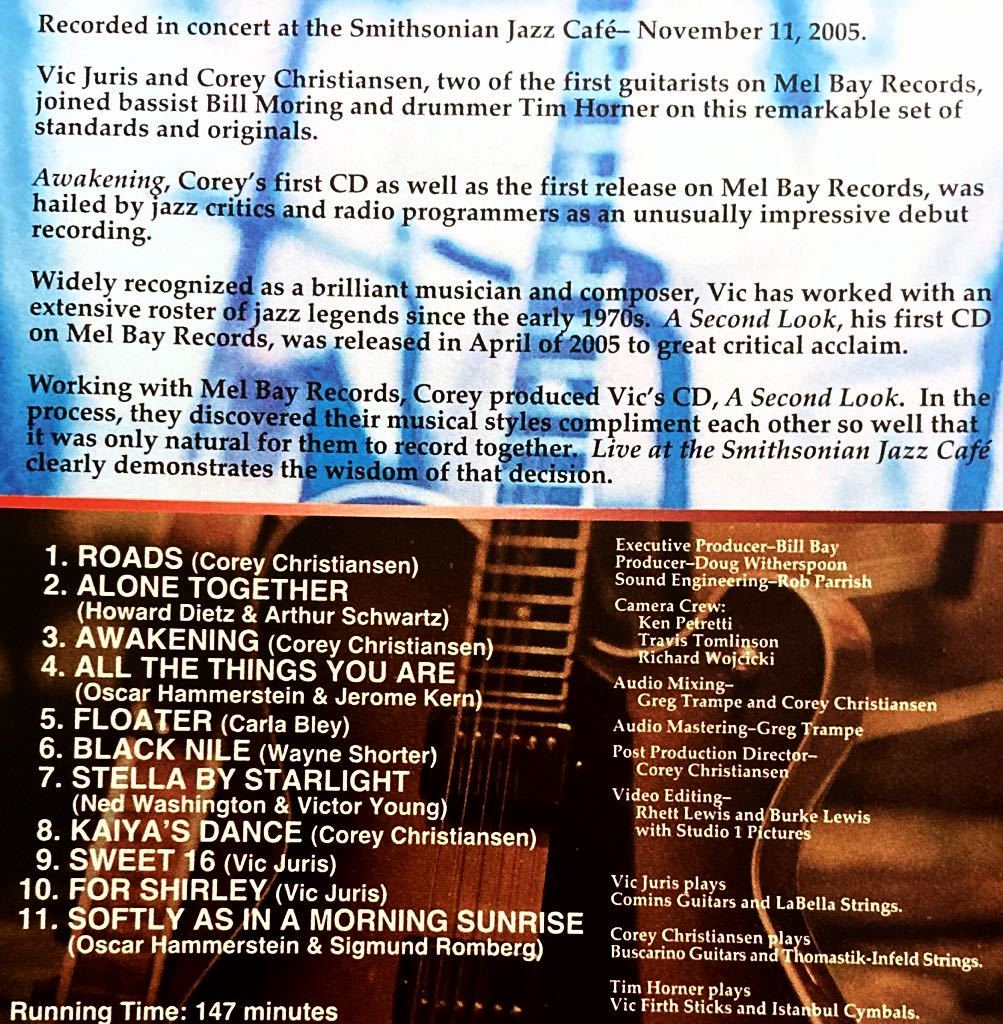 Recorded in concert at the Smithsonian Jazz Café– November 11, 2005.
Vic Juris and Corey Christiansen, two of the first guitarists on Mel Bay Records,
joined bassist Bill Moring and drummer Tim Horner on this remarkable set of
standards and originals.
Awakening, Corey's first CD as well as the first release on Mel Bay Records, was
hailed by jazz critics and radio programmers as an unusually impressive debut
recording.
Widely recognized as a brilliant musician and composer, Vic has worked with an
extensive roster of jazz legends since the early 1970s. A Second Look, his first CD
on Mel Bay Records, was released in April of 2005 to great critical acclaim.
Working with Mel Bay Records, Corey produced Vic's CD, A Second Look. In the
process, they discovered their musical styles compliment each other so well that
it was only natural for them to record together. Live at the Smithsonian Jazz Café
clearly demonstrates the wisdom of that decision.
1. ROADS (Corey Christiansen)
2. ALONE TOGETHER
(Howard Dietz & Arthur Schwartz)
3. AWAKENING (Corey Christiansen)
4. ALL THE THINGS YOU ARE
(Oscar Hammerstein & Jerome Kern)
5. FLOATER (Carla Bley)
6. BLACK NILE (Wayne Shorter)
7. STELLA BY STARLIGHT
(Ned Washington & Victor Young)
8. KAIYA'S DANCE (Corey Christiansen)
9. SWEET 16 (Vic Juris)
10. FOR SHIRLEY (Vic Juris)
11. SOFTLY AS IN A MORNING SUNRISE
(Oscar Hammerstein & Sigmund Romberg)
Running Time: 147 minutes
Executive Producer–Bill Bay
Producer–Doug Witherspoon
Sound Engineering–Rob Parrish
Camera Crew:
Ken Petretti
Travis Tomlinson
Richard Wojcicki
Audio Mixing–
Greg Trampe and Corey Christiansen
Audio Mastering–Greg Trampe
Post Production Director–
Corey Christiansen
Video Editing–
Rhett Lewis and Burke Lewis
with Studio 1 Pictures
Vic Juris plays
Comins Guitars and LaBella Strings.
Corey Christiansen plays
Buscarino Guitars and Thomastik-Infeld Strings.
Tim Horner plays
Vic Firth Sticks and Istanbul Cymbals.